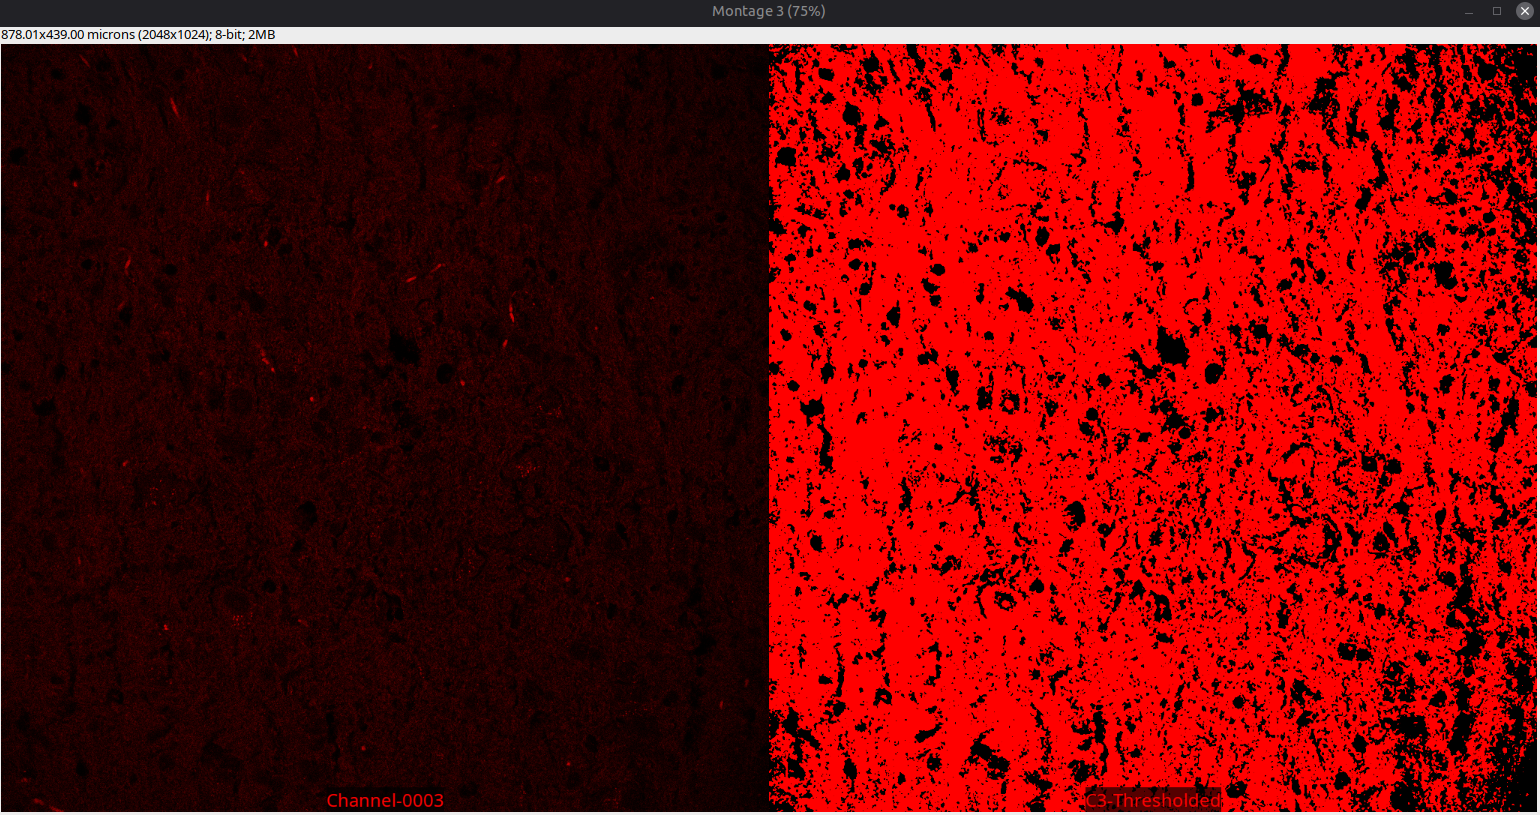 Montage 3 (75%)
878.01x439.00 microns (2048x1024); 8-bit; 2MB
Channel-0003
C3-Thresholded